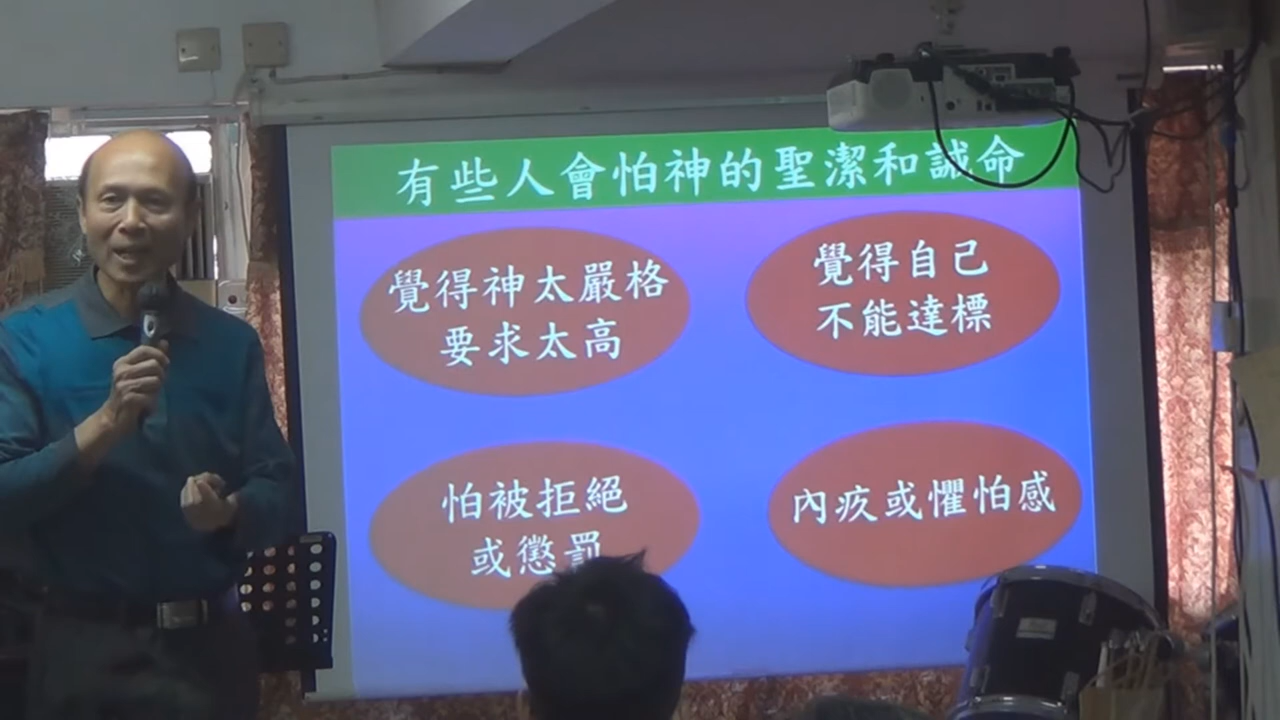 有些人會怕神的聖潔和誡命
覺得神太嚴格
要求太高
覺得自己
不能達標
怕被拒絕
或懲罰
內疚或懼怕感